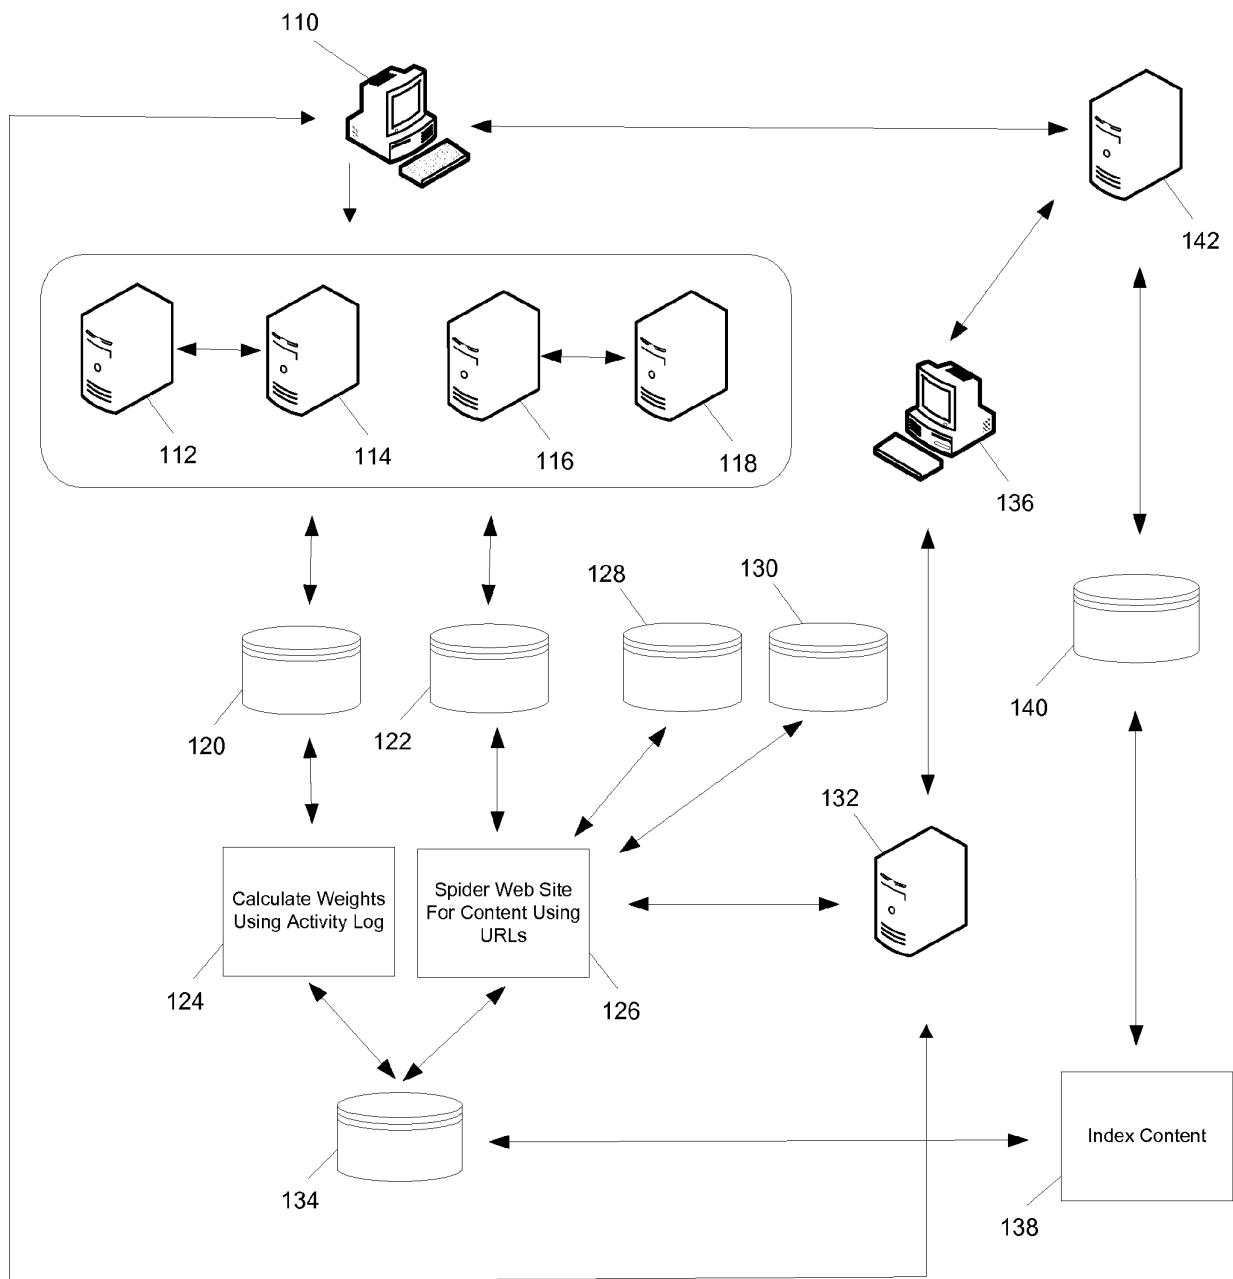 110
142
112
114
116
118
136
128
130
120
122
140
132
Calculate Weights
Using Activity Log
Spider Web Site
For Content Using
URLs
124
126
Index Content
134
138